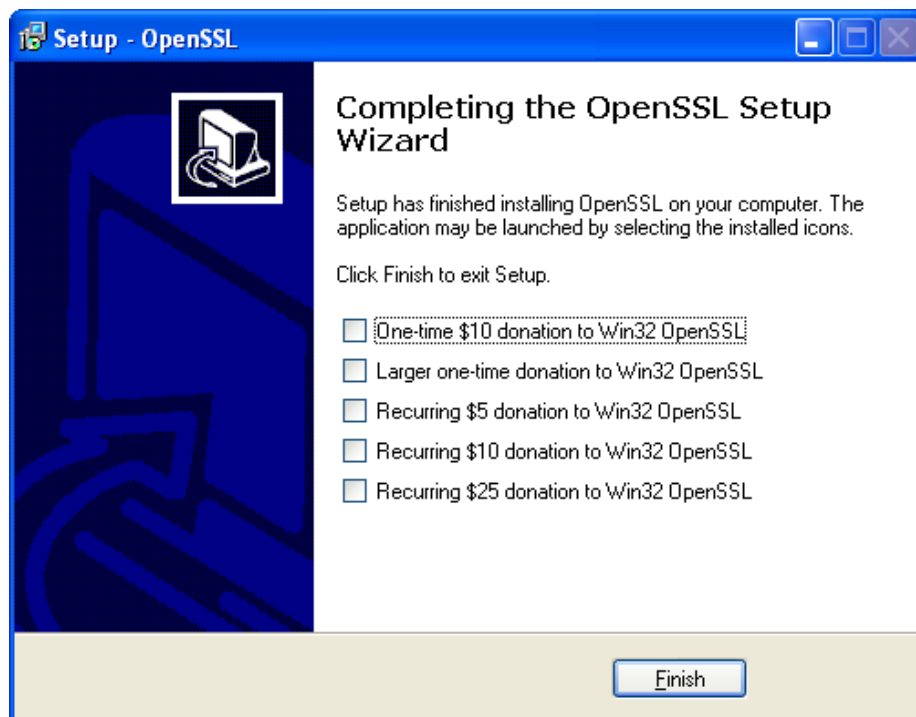 Setup - OpenSSL
Completing the OpenSSL Setup
Wizard
Setup has finished installing OpenSSL on your computer. The
application may be launched by selecting the installed icons.
Click Finish to exit Setup.
One-time $10 donation to Win32 OpenSSL
Larger one-time donation to Win32 OpenSSL
Recurring $5 donation to Win32 OpenSSL
Recurring $10 donation to Win32 OpenSSL
Recurring $25 donation to Win32 OpenSSL
Finish